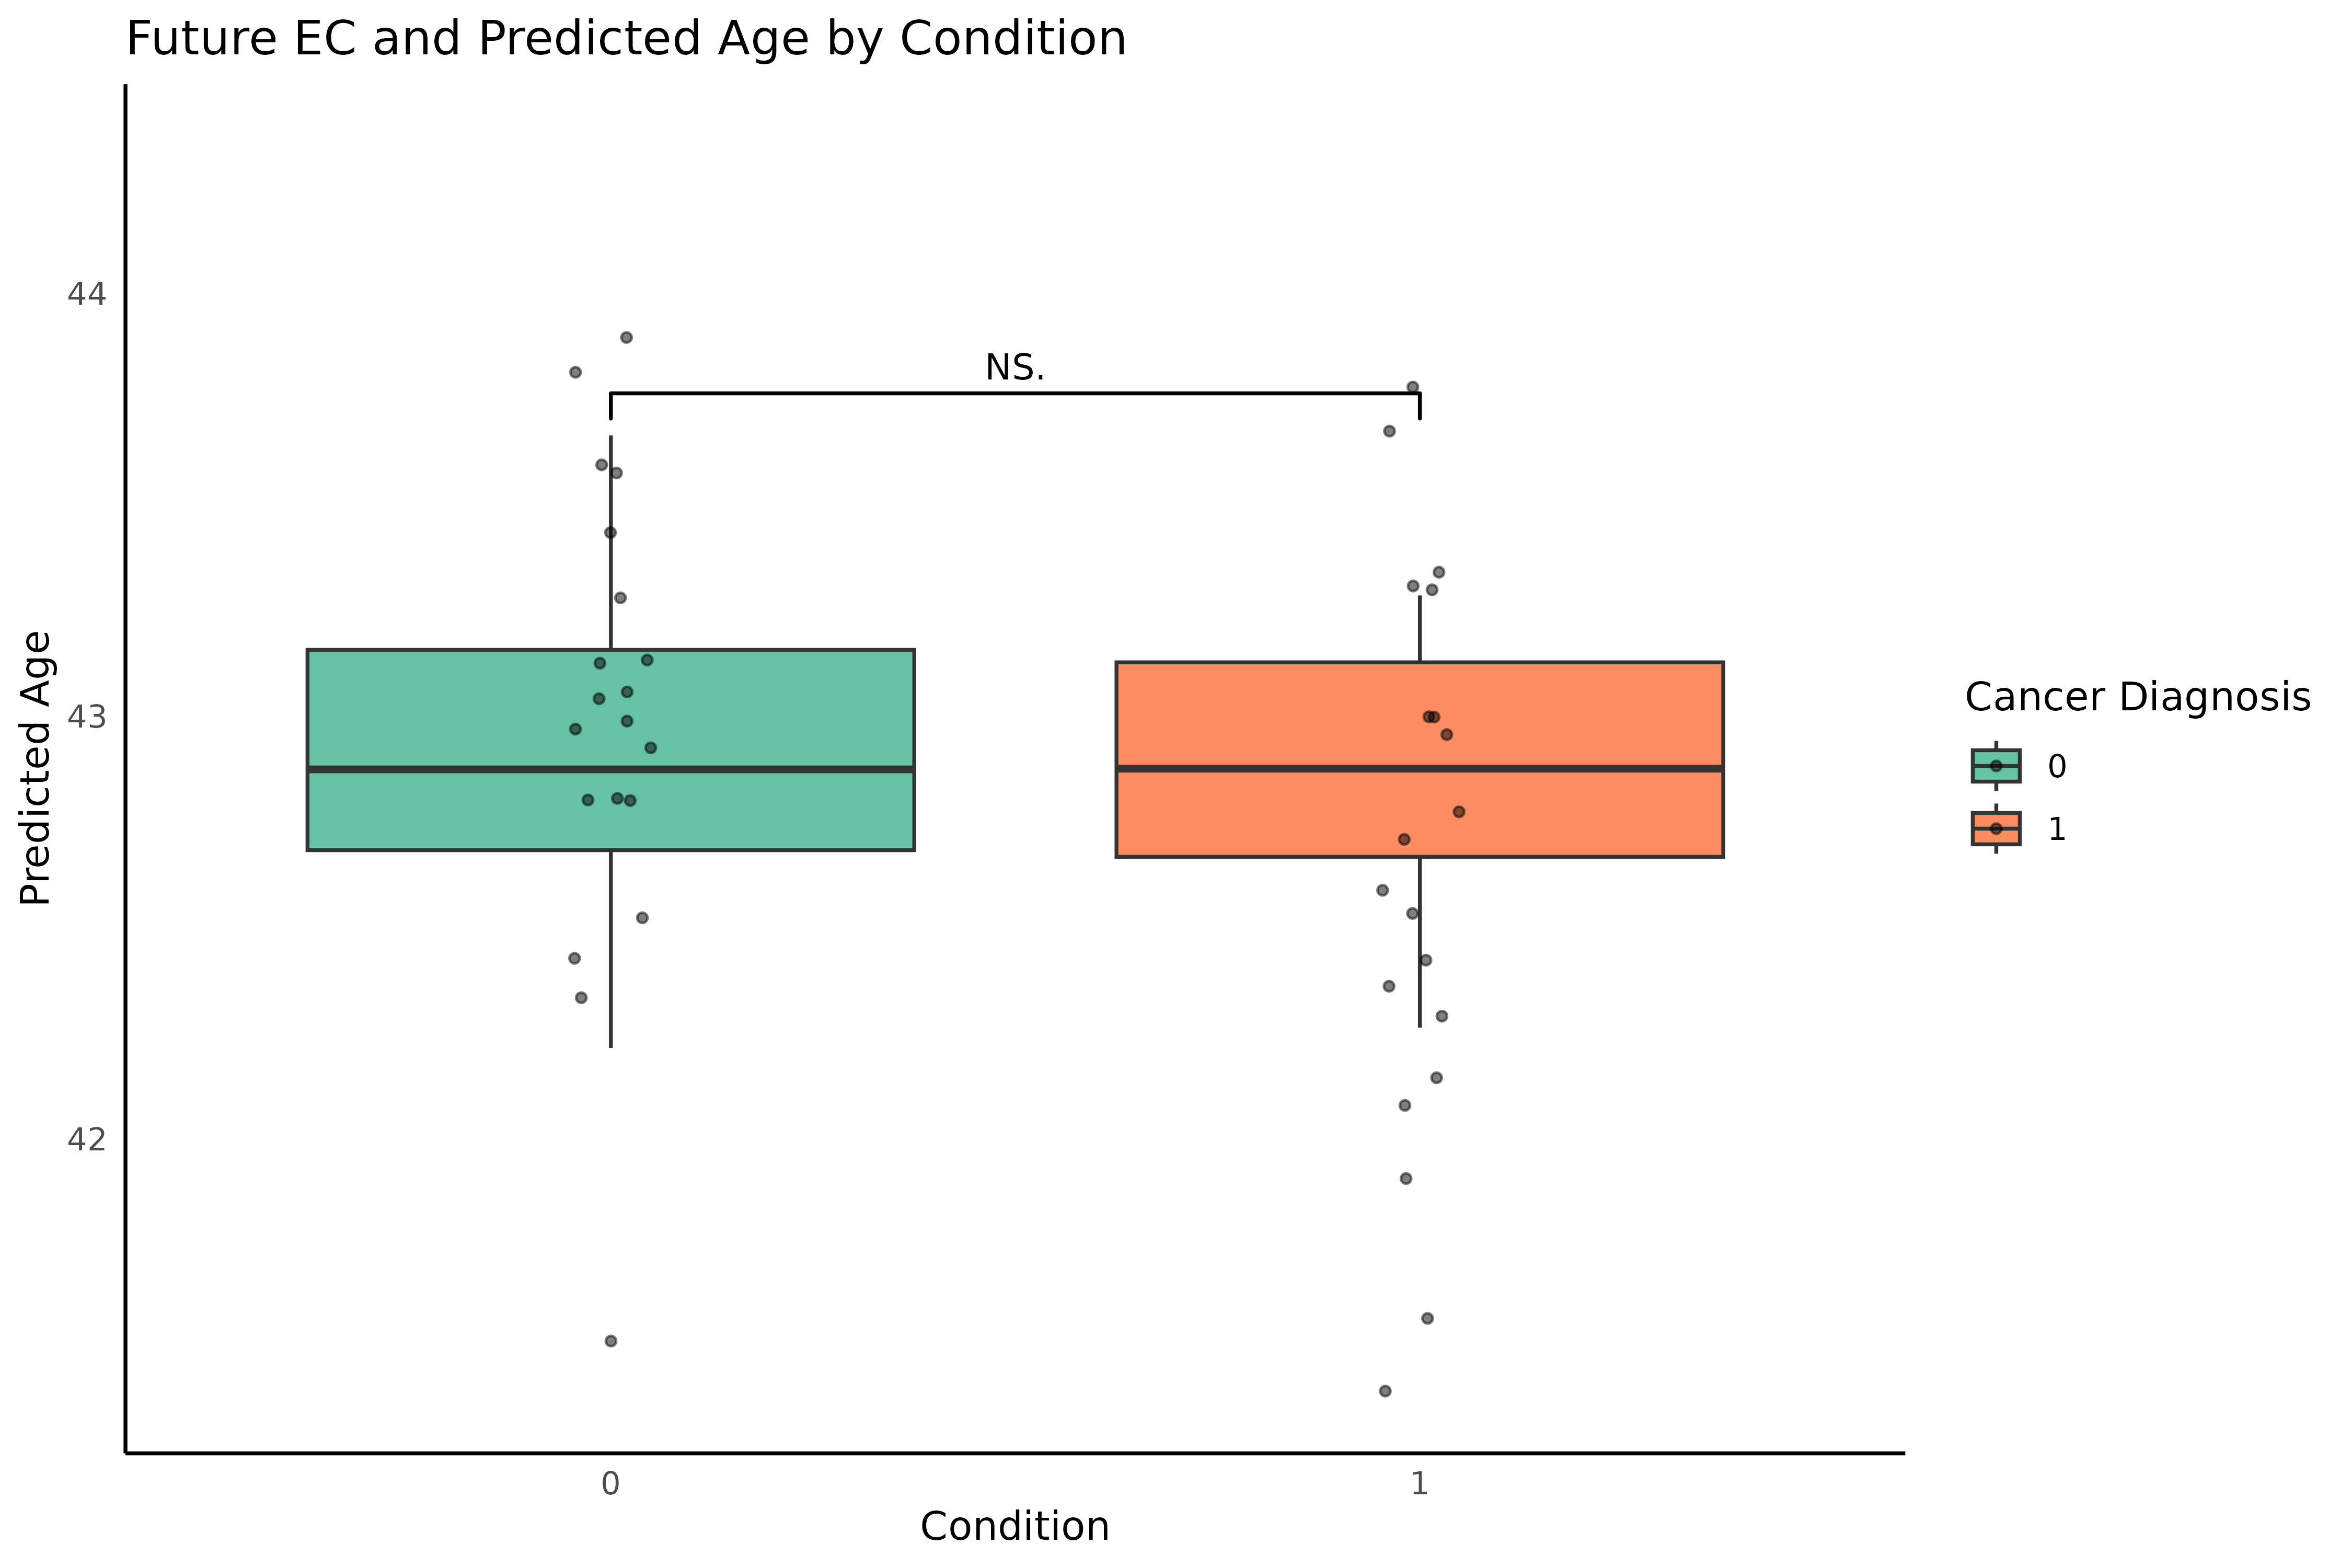 Future EC and Predicted Age by Condition
Predicted Age
44
43
42
NS.
0
1
Condition
Cancer Diagnosis
0
1